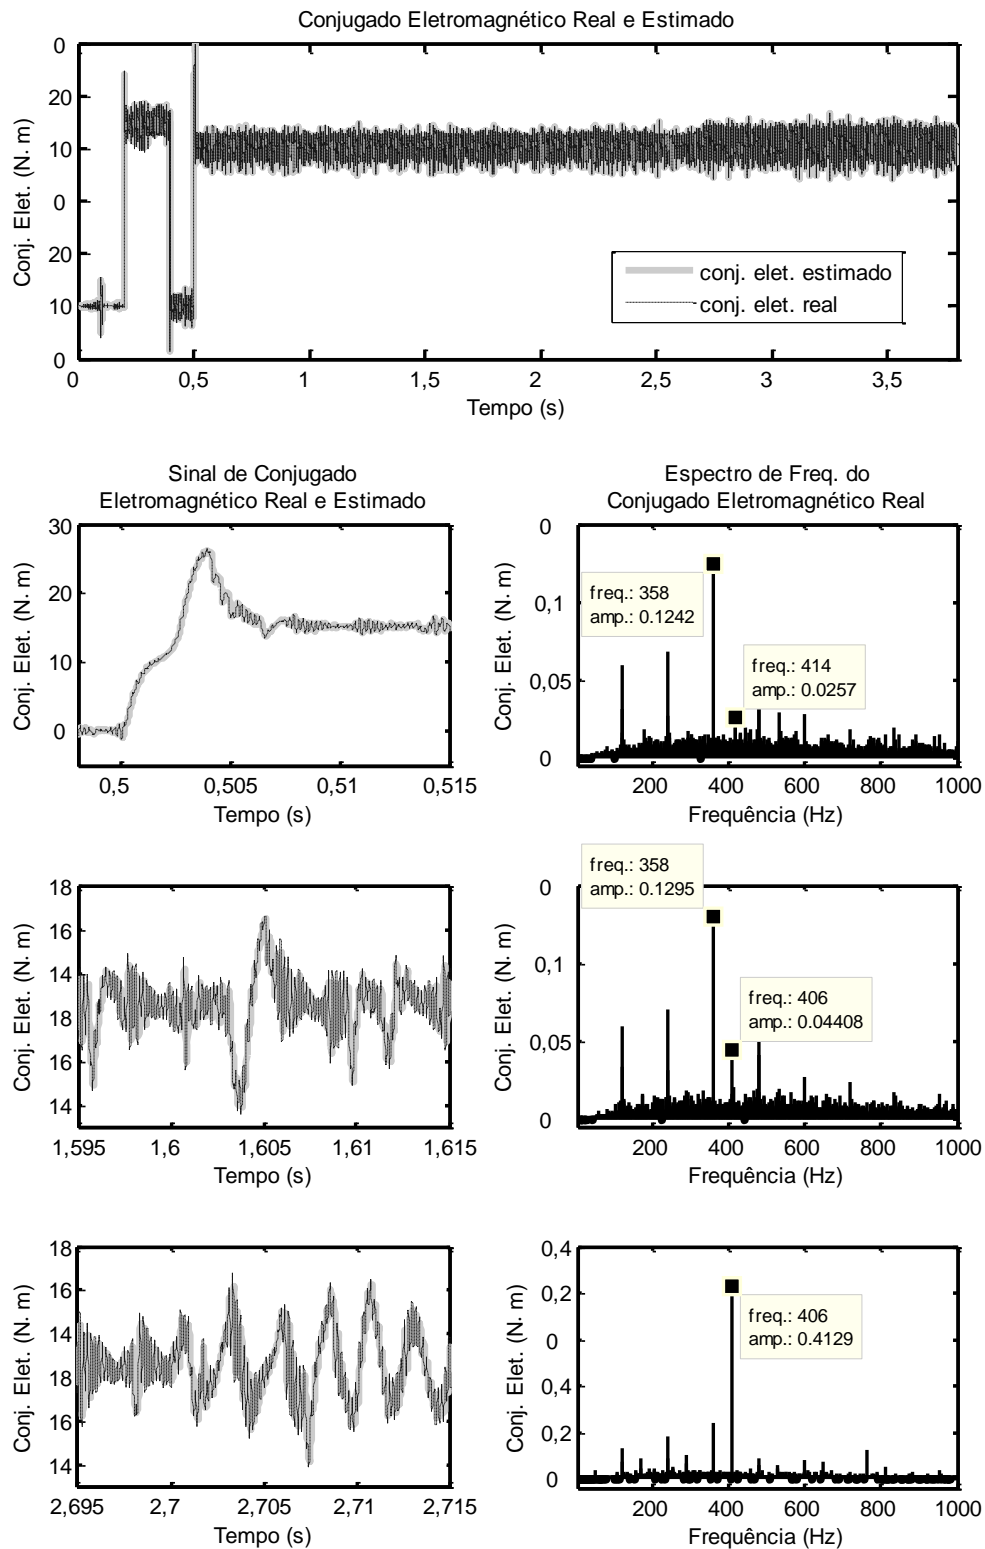 Conjugado Eletromagnético Real e Estimado
Conj. Elet. (N. m)
0
20
10
0
20
10
0
conj. elet. estimado
conj. elet. real
0 0,5 1 1,5 2 2,5 3 3,5
Tempo (s)
Sinal de Conjugado
Eletromagnético Real e Estimado
Conj. Elet. (N. m)
30
20
10
0
0,5 0,505 0,51 0,515
Tempo (s)
Espectro de Freq. do
Conjugado Eletromagnético Real
Conj. Elet. (N. m)
0
0,1
0,05
0
freq.: 358
amp.: 0.1242
freq.: 414
amp.: 0.0257
200 400 600 800 1000
Frequência (Hz)
Conj. Elet. (N. m)
18
16
14
18
16
14
1,595 1,6 1,605 1,61 1,615
Tempo (s)
Conj. Elet. (N. m)
freq.: 358
amp.: 0.1295
0
0,1
0,05
0
freq.: 406
amp.: 0.04408
200 400 600 800 1000
Frequência (Hz)
Conj. Elet. (N. m)
18
16
14
18
16
14
2,695 2,7 2,705 2,71 2,715
Tempo (s)
Conj. Elet. (N. m)
0,4
0,2
0
0,4
0,2
0
freq.: 406
amp.: 0.4129
200 400 600 800 1000
Frequência (Hz)